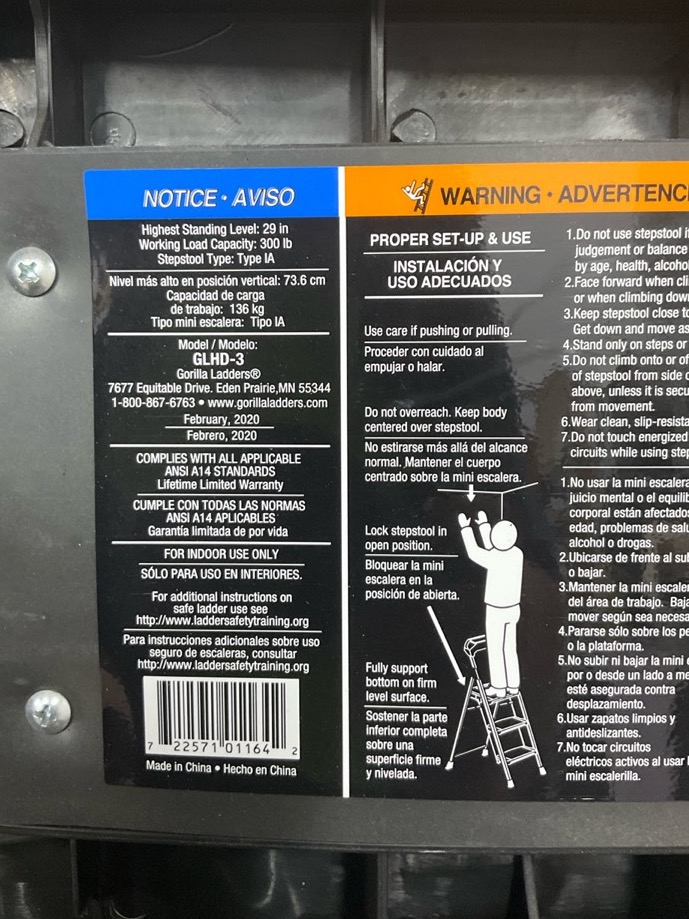 NOTICE • AVISO
Highest Standing Level: 29 in
Working Load Capacity: 300 lb
Stepstool Type: Type IA
Nivel más alto en posición vertical: 73.6 cm
Capacidad de carga
de trabajo: 136 kg
Tipo mini escalera: Tipo IA
Model / Modelo:
GLHD-3
Gorilla Ladders®
7677 Equitable Drive. Eden Prairie,MN 55344
1-800-867-6763 • www.gorillaladders.com
February, 2020
Febrero, 2020
COMPLIES WITH ALL APPLICABLE
ANSI A14 STANDARDS
Lifetime Limited Warranty
CUMPLE CON TODAS LAS NORMAS
ANSI A14 APLICABLES
Garantía limitada de por vida
FOR INDOOR USE ONLY
SÓLO PARA USO EN INTERIORES.
For additional instructions on
safe ladder use see
http://www.laddersafetytraining.org
Para instrucciones adicionales sobre uso
seguro de escaleras, consultar
http://www.laddersafetytraining.org
7 22571 01164 2
Made in China • Hecho en China
WARNING • ADVERTENCI
PROPER SET-UP & USE
INSTALACIÓN Y
USO ADECUADOS
Use care if pushing or pulling.
Proceder con cuidado al
empujar o halar.
Do not overreach. Keep body
centered over stepstool.
No estirarse más allá del alcance
normal. Mantener el cuerpo
centrado sobre la mini escalera.
Lock stepstool in
open position.
Bloquear la mini
escalera en la
posición de abierta.
Fully support
bottom on firm
level surface.
Sostener la parte
inferior completa
sobre una
superficie firme
y nivelada.
1.Do not use stepstool if
judgement or balance
by age, health, alcoho
2.Face forward when cli
or when climbing dow
3.Keep stepstool close to
Get down and move as
4.Stand only on steps or
5.Do not climb onto or of
of stepstool from side
above, unless it is secu
from movement.
6.Wear clean, slip-resista
7.Do not touch energized
circuits while using step
1.No usar la mini escalera
juicio mental o el equilib
corporal están afectados
edad, problemas de salu
alcohol o drogas.
2.Ubicarse de frente al sub
o bajar.
3.Mantener la mini escaler
del área de trabajo. Baja
mover según sea necesa
4.Pararse sólo sobre los pe
o la plataforma.
5.No subir ni bajar la mini e
por o desde un lado a me
esté asegurada contra
desplazamiento.
6.Usar zapatos limpios y
antideslizantes.
7.No tocar circuitos
eléctricos activos al usar l
mini escalerilla.